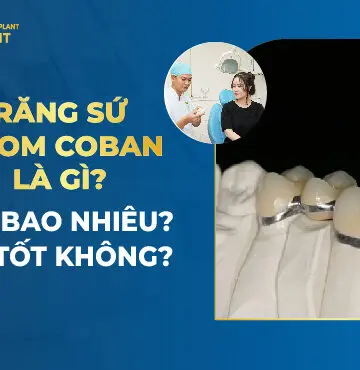 PLANT
RĂNG SỨ
OM COBAN
LÀ GÌ?
BAO NHIÊU?
TỐT KHÔNG?